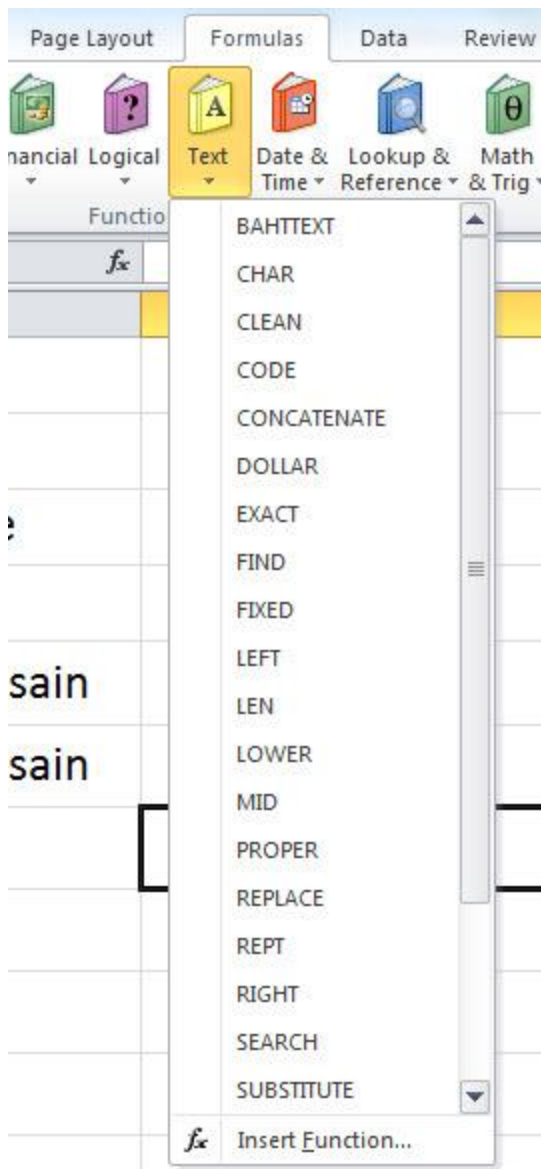 Page Layout Formulas Data Review
nancial Logical Text Date & Lookup & Math
Time Reference & Trig
Functio
fx
BAHTTEXT
CHAR
CLEAN
CODE
CONCATENATE
DOLLAR
EXACT
FIND
FIXED
LEFT
sain
LEN
LOWER
sain
MID
PROPER
REPLACE
REPT
RIGHT
SEARCH
SUBSTITUTE
fx Insert Function...